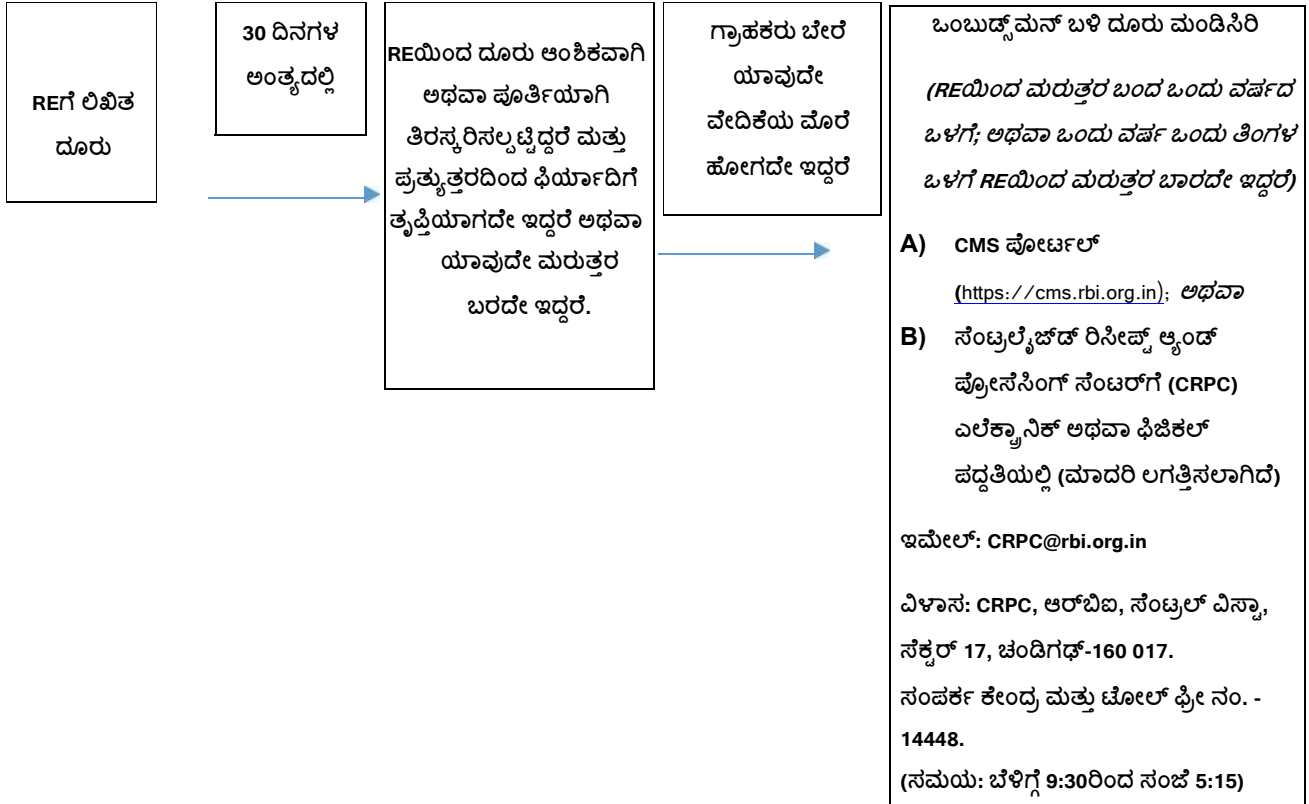 REಗೆ ಲಿಖಿತ
ದೂರು
30 ದಿನಗಳ
ಅಂತ್ಯದಲ್ಲಿ
REಯಿಂದ ದೂರು ಆಂಶಿಕವಾಗಿ
ಅಥವಾ ಪೂರ್ತಿಯಾಗಿ
ತಿರಸ್ಕರಿಸಲ್ಪಟ್ಟಿದ್ದರೆ ಮತ್ತು
ಪ್ರತ್ಯುತ್ತರದಿಂದ ಫಿರ್ಯಾದಿಗೆ
ತೃಪ್ತಿಯಾಗದೇ ಇದ್ದರೆ ಅಥವಾ
ಯಾವುದೇ ಮರುತ್ತರ
ಬರದೇ ಇದ್ದರೆ.
ಗ್ರಾಹಕರು ಬೇರೆ
ಯಾವುದೇ
ವೇದಿಕೆಯ ಮೊರೆ
ಹೋಗದೇ ಇದ್ದರೆ
ಒಂಬುಡ್ಸ್‌ಮನ್ ಬಳಿ ದೂರು ಮಂಡಿಸಿರಿ
(REಯಿಂದ ಮರುತ್ತರ ಬಂದ ಒಂದು ವರ್ಷದ
ಒಳಗೆ; ಅಥವಾ ಒಂದು ವರ್ಷ ಒಂದು ತಿಂಗಳ
ಒಳಗೆ REಯಿಂದ ಮರುತ್ತರ ಬಾರದೇ ಇದ್ದರೆ)
A) CMS ಪೋರ್ಟಲ್
(https://cms.rbi.org.in); ಅಥವಾ
B) ಸೆಂಟ್ರಲೈಜ್‌ಡ್ ರಿಸೀಪ್ಟ್ ಆ್ಯಂಡ್
ಪ್ರೋಸೆಸಿಂಗ್ ಸೆಂಟರ್‌ಗೆ (CRPC)
ಎಲೆಕ್ಟ್ರಾನಿಕ್ ಅಥವಾ ಫಿಜಿಕಲ್
ಪದ್ದತಿಯಲ್ಲಿ (ಮಾದರಿ ಲಗತ್ತಿಸಲಾಗಿದೆ)
ಇಮೇಲ್: CRPC@rbi.org.in
ವಿಳಾಸ: CRPC, ಆರ್‌ಬಿಐ, ಸೆಂಟ್ರಲ್ ವಿಸ್ಟಾ,
ಸೆಕ್ಟರ್ 17, ಚಂಡಿಗಢ್-160 017.
ಸಂಪರ್ಕ ಕೇಂದ್ರ ಮತ್ತು ಟೋಲ್ ಫ್ರೀ ನಂ. -
14448.
(ಸಮಯ: ಬೆಳಿಗ್ಗೆ 9:30ರಿಂದ ಸಂಜೆ 5:15)